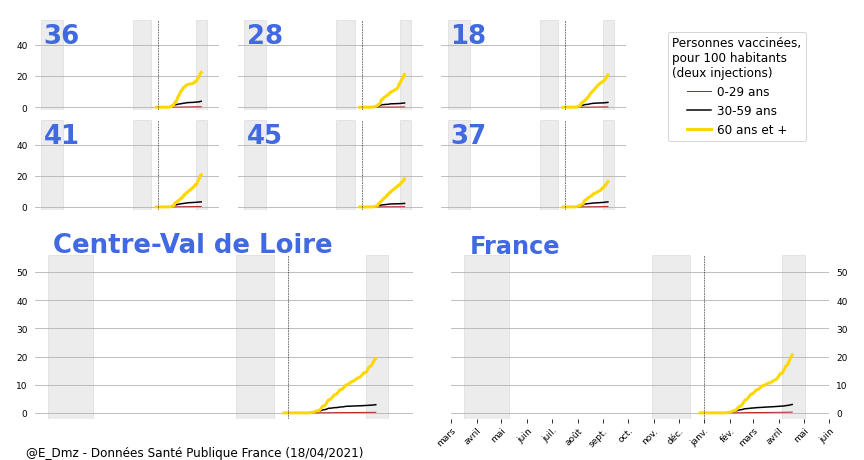 36
28
18
40
20
0
Personnes vaccinées,
pour 100 habitants
(deux injections)
0-29 ans
30-59 ans
60 ans et +
41
45
37
40
20
0
Centre-Val de Loire
France
50
40
30
20
10
0
50
40
30
20
10
0
mars
avril
mai
juin
juil.
août
sept.
oct.
nov.
déc.
janv.
fév.
mars
avril
mai
juin
@E_Dmz - Données Santé Publique France (18/04/2021)